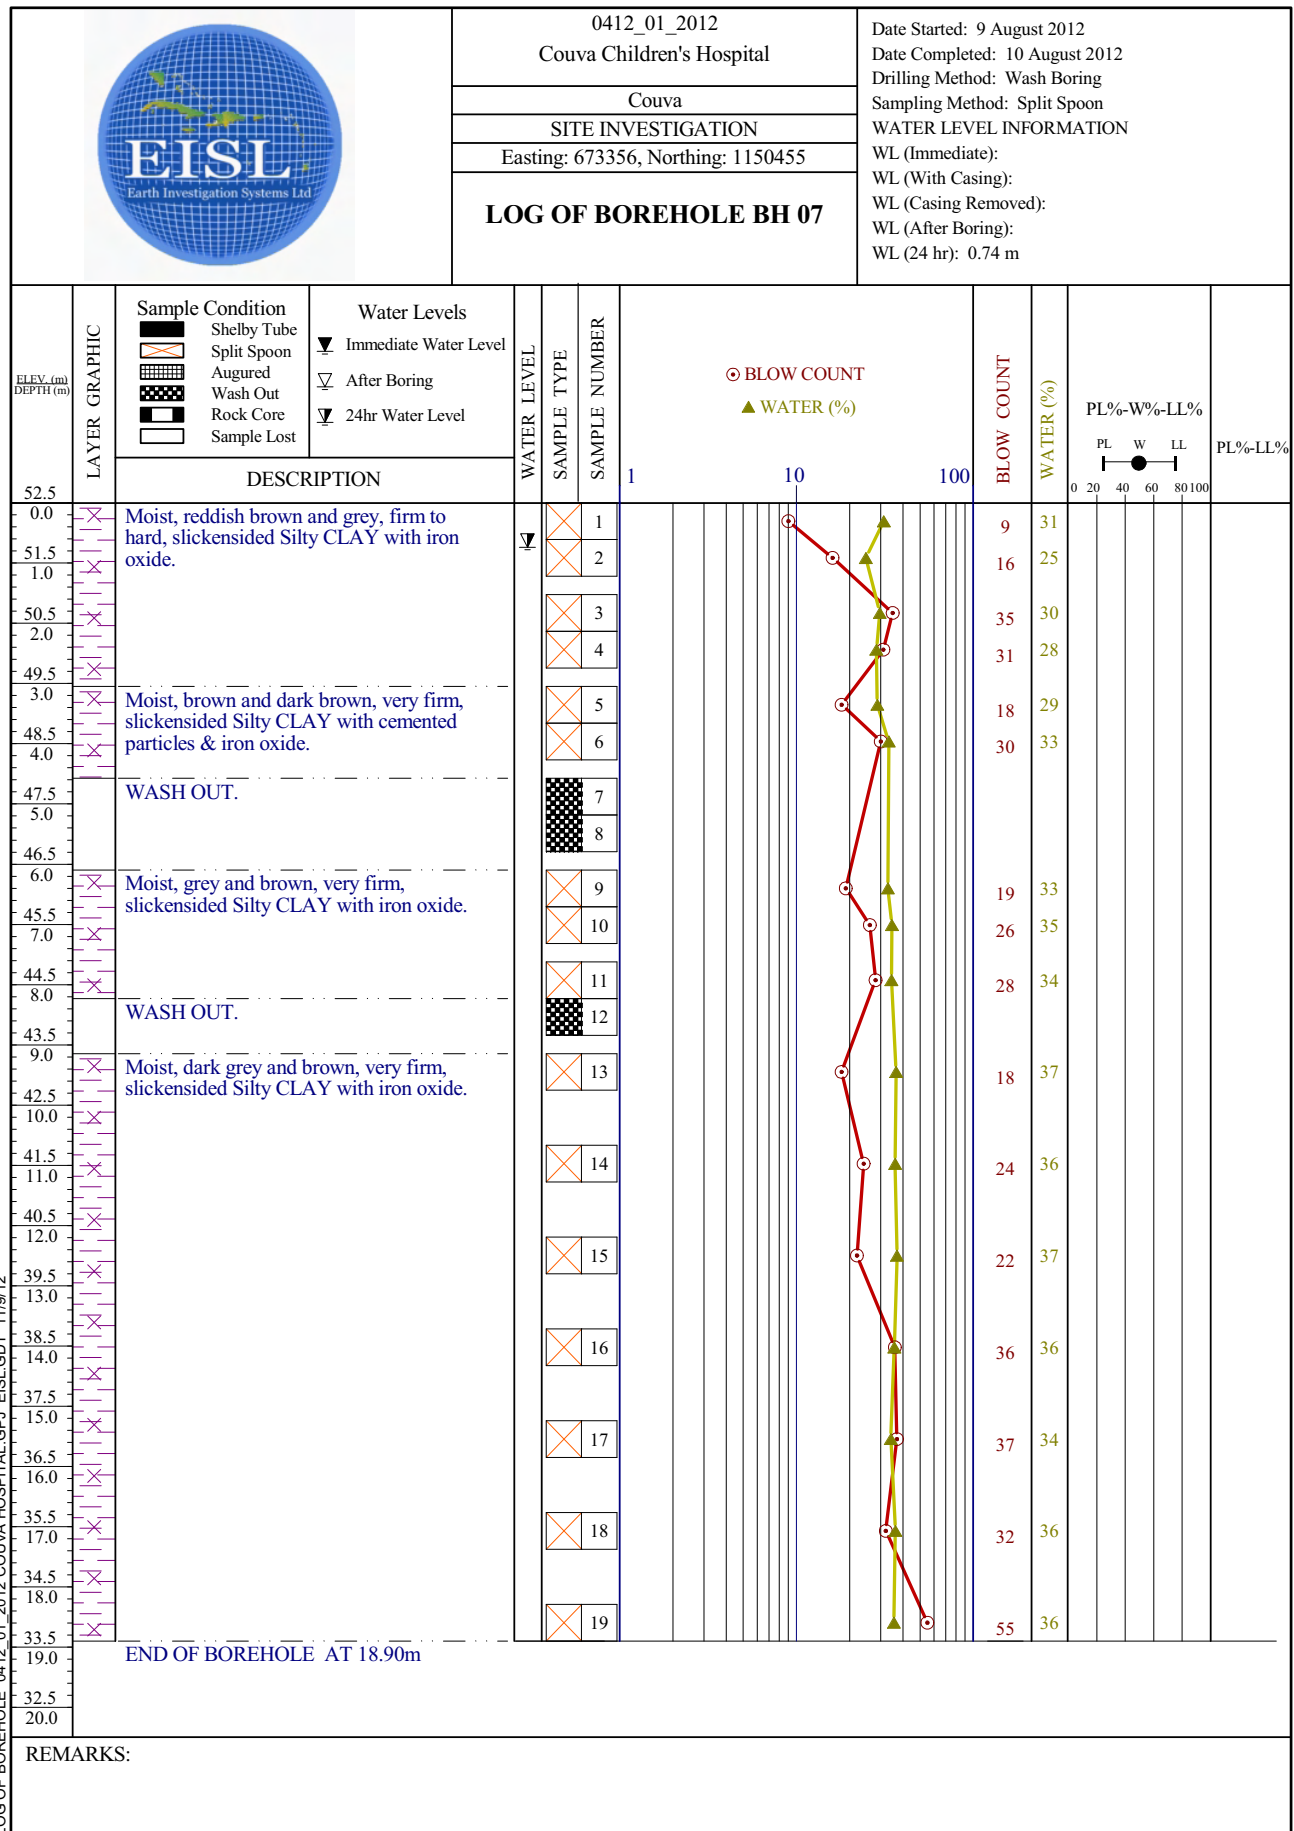 EISL
Earth Investigation Systems Ltd
0412_01_2012
Couva Children's Hospital
Couva
SITE INVESTIGATION
Easting: 673356, Northing: 1150455
LOG OF BOREHOLE BH 07
Date Started: 9 August 2012
Date Completed: 10 August 2012
Drilling Method: Wash Boring
Sampling Method: Split Spoon
WATER LEVEL INFORMATION
WL (Immediate):
WL (With Casing):
WL (Casing Removed):
WL (After Boring):
WL (24 hr): 0.74 m
ELEV. (m)
DEPTH (m)
LAYER GRAPHIC
Sample Condition
Shelby Tube
Split Spoon
Augured
Wash Out
Rock Core
Sample Lost
Water Levels
Immediate Water Level
After Boring
24hr Water Level
DESCRIPTION
WATER LEVEL
SAMPLE TYPE
SAMPLE NUMBER
BLOW COUNT
WATER (%)
1 10 100
BLOW COUNT
WATER (%)
PL%-W%-LL%
PL W LL
0 20 40 60 80 100
PL%-LL%
52.5
0.0
Moist, reddish brown and grey, firm to
hard, slickensided Silty CLAY with iron
oxide.
1 9 31
51.5
1.0
2 16 25
50.5
2.0
3 35 30
4 31 28
49.5
3.0
Moist, brown and dark brown, very firm,
slickensided Silty CLAY with cemented
particles & iron oxide.
5 18 29
48.5
4.0
6 30 33
WASH OUT.
47.5
5.0
7
8
46.5
6.0
Moist, grey and brown, very firm,
slickensided Silty CLAY with iron oxide.
9 19 33
45.5
7.0
10 26 35
44.5
8.0
11 28 34
WASH OUT.
12
43.5
9.0
Moist, dark grey and brown, very firm,
slickensided Silty CLAY with iron oxide.
13 18 37
42.5
10.0
41.5
11.0
14 24 36
40.5
12.0
15 22 37
39.5
13.0
38.5
14.0
16 36 36
37.5
15.0
17 37 34
36.5
16.0
35.5
17.0
18 32 36
34.5
18.0
19 55 36
33.5
19.0
END OF BOREHOLE AT 18.90m
32.5
20.0
REMARKS:
LOG OF BOREHOLE 0412_01_2012 COUVA HOSPITAL.GPJ EISL.GDT 11/9/12